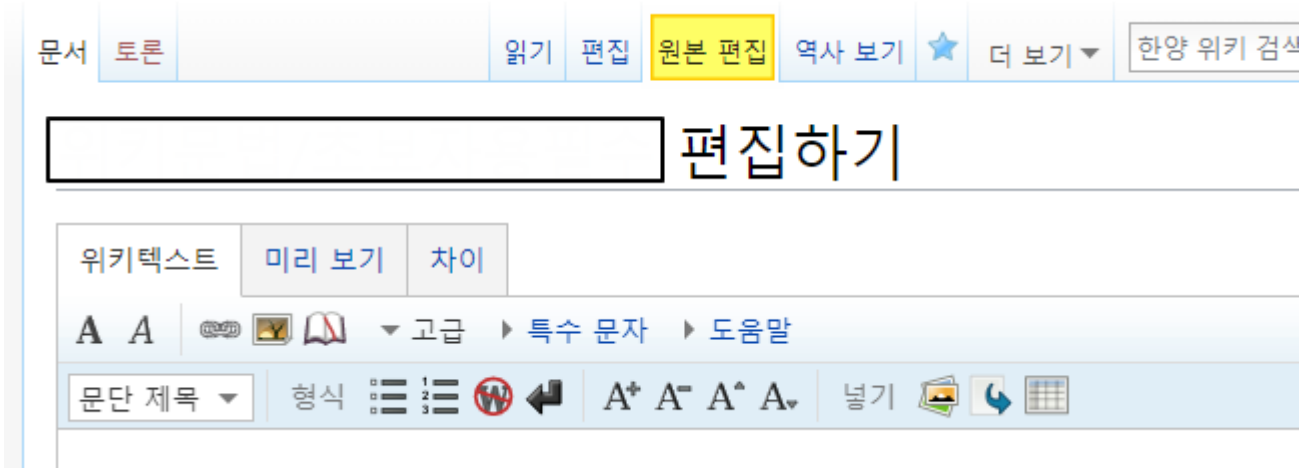 문서 토론 읽기 편집 원본 편집 역사 보기 더 보기 한양 위키 검색
편집하기
위키텍스트 미리 보기 차이
A A 고급 특수 문자 도움말
문단 제목 형식 1 2 3 W A+ A- A A 넣기